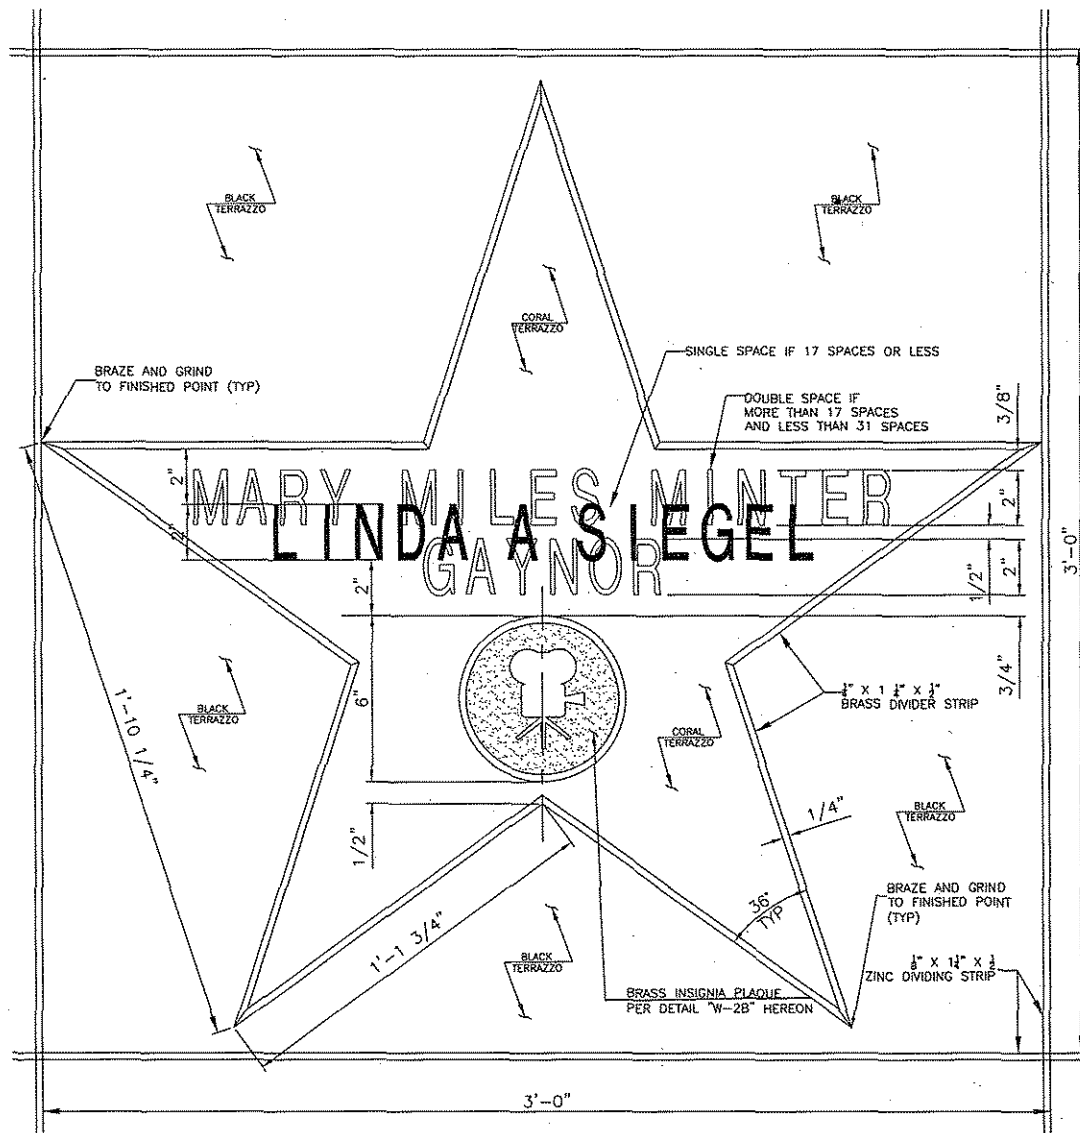 BLACK
TERRAZZO
BLACK
TERRAZZO
CORAL
TERRAZZO
SINGLE SPACE IF 17 SPACES OR LESS
BRAZE AND GRIND
TO FINISHED POINT (TYP)
DOUBLE SPACE IF
MORE THAN 17 SPACES
AND LESS THAN 31 SPACES
3/8"
2"
MARY MILES MINTER
2"
LINDA A SIEGEL
2"
GAYNOR
1/2"
2"
3'-0"
2"
3/4"
6"
1'-10 1/4"
BLACK
TERRAZZO
CORAL
TERRAZZO
BRASS DIVIDER STRIP
1/4"
BLACK
TERRAZZO
1/2"
36°
TYP
BRAZE AND GRIND
TO FINISHED POINT
(TYP)
1'-1 3/4"
BLACK
TERRAZZO
ZINC DIVIDING STRIP
BRASS INSIGNIA PLAQUE
PER DETAIL "W-2B" HEREON
3'-0"